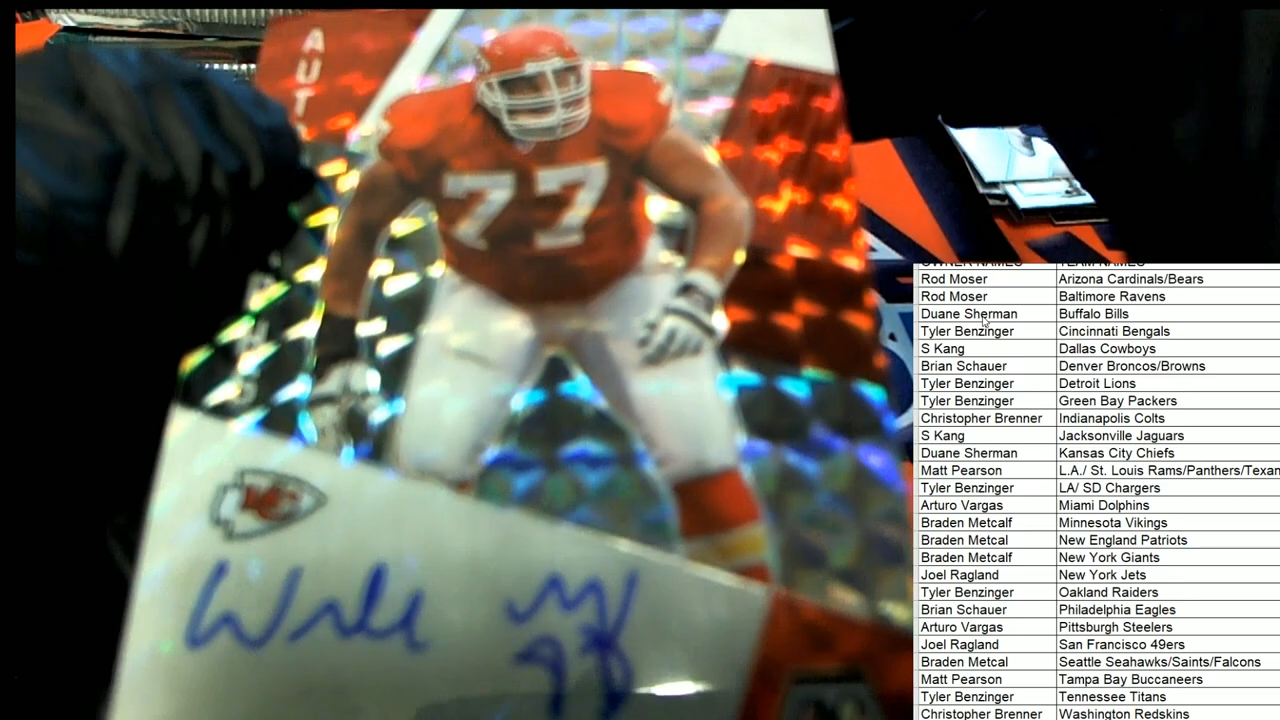 AUT
77
KC
77
OWNER NAMES TEAM NAMES
Rod Moser Arizona Cardinals/Bears
Rod Moser Baltimore Ravens
Duane Sherman Buffalo Bills
Tyler Benzinger Cincinnati Bengals
S Kang Dallas Cowboys
Brian Schauer Denver Broncos/Browns
Tyler Benzinger Detroit Lions
Tyler Benzinger Green Bay Packers
Christopher Brenner Indianapolis Colts
S Kang Jacksonville Jaguars
Duane Sherman Kansas City Chiefs
Matt Pearson L.A./ St. Louis Rams/Panthers/Texan
Tyler Benzinger LA/ SD Chargers
Arturo Vargas Miami Dolphins
Braden Metcalf Minnesota Vikings
Braden Metcal New England Patriots
Braden Metcalf New York Giants
Joel Ragland New York Jets
Tyler Benzinger Oakland Raiders
Brian Schauer Philadelphia Eagles
Arturo Vargas Pittsburgh Steelers
Joel Ragland San Francisco 49ers
Braden Metcal Seattle Seahawks/Saints/Falcons
Matt Pearson Tampa Bay Buccaneers
Tyler Benzinger Tennessee Titans
Christopher Brenner Washington Redskins